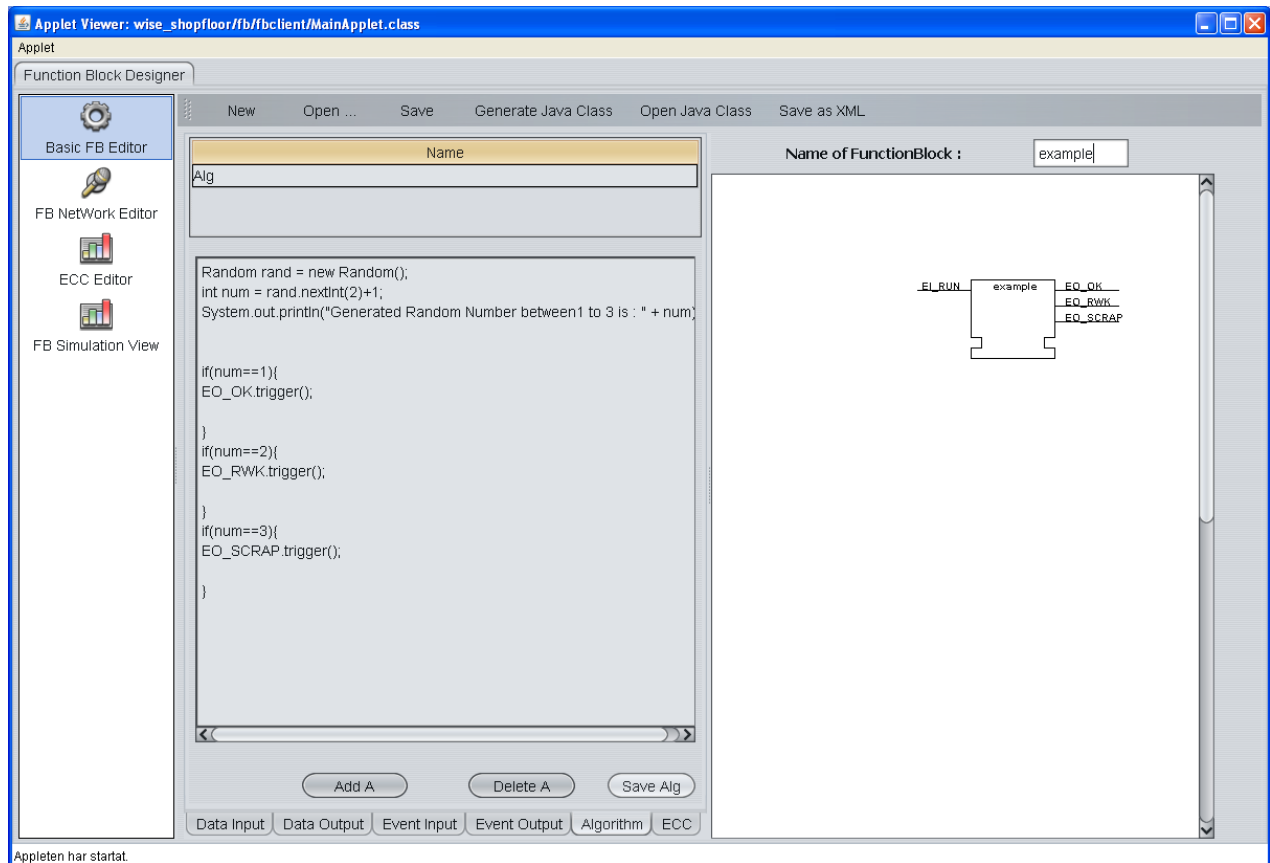 Applet Viewer: wise_shopfloor/fb/fbclient/MainApplet.class
Applet
Function Block Designer
Basic FB Editor
FB NetWork Editor
ECC Editor
FB Simulation View
New Open ... Save Generate Java Class Open Java Class Save as XML
Name
Alg
Random rand = new Random();
int num = rand.nextInt(2)+1;
System.out.println("Generated Random Number between1 to 3 is : " + num)
if(num==1){
EO_OK.trigger();
}
if(num==2){
EO_RWK.trigger();
}
if(num==3){
EO_SCRAP.trigger();
}
Add A Delete A Save Alg
Data Input Data Output Event Input Event Output Algorithm ECC
Name of FunctionBlock : example
EI_RUN example EO_OK
EO_RWK
EO_SCRAP
Appleten har startat.